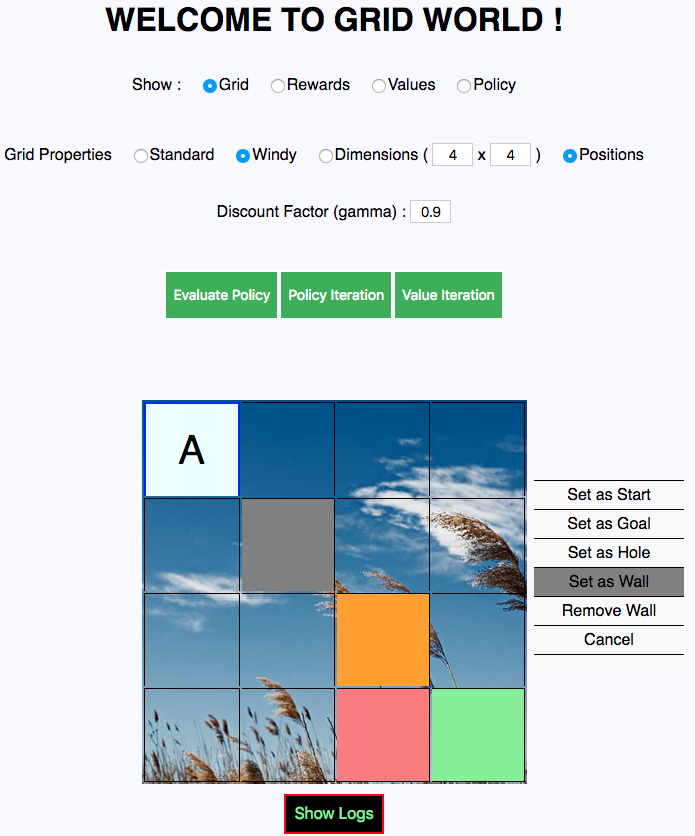 WELCOME TO GRID WORLD !
Show : Grid Rewards Values Policy
Grid Properties Standard Windy Dimensions ( 4 x 4 ) Positions
Discount Factor (gamma) : 0.9
Evaluate Policy Policy Iteration Value Iteration
A
Set as Start
Set as Goal
Set as Hole
Set as Wall
Remove Wall
Cancel
Show Logs